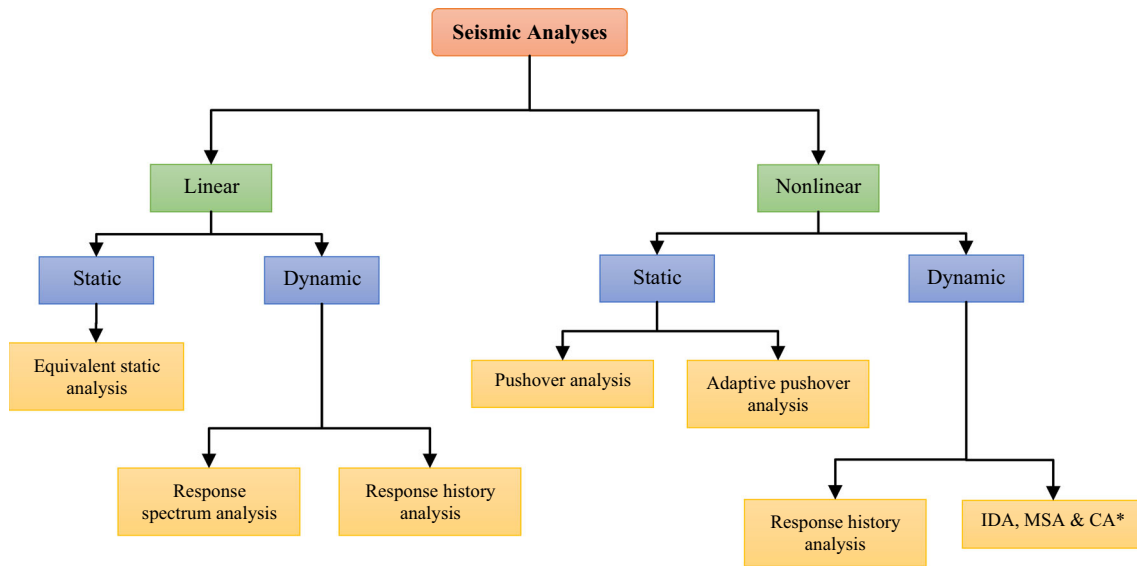 Seismic Analyses
Linear
Nonlinear
Static
Dynamic
Static
Dynamic
Equivalent static
analysis
Pushover analysis
Adaptive pushover
analysis
Response
spectrum analysis
Response history
analysis
Response history
analysis
IDA, MSA & CA*